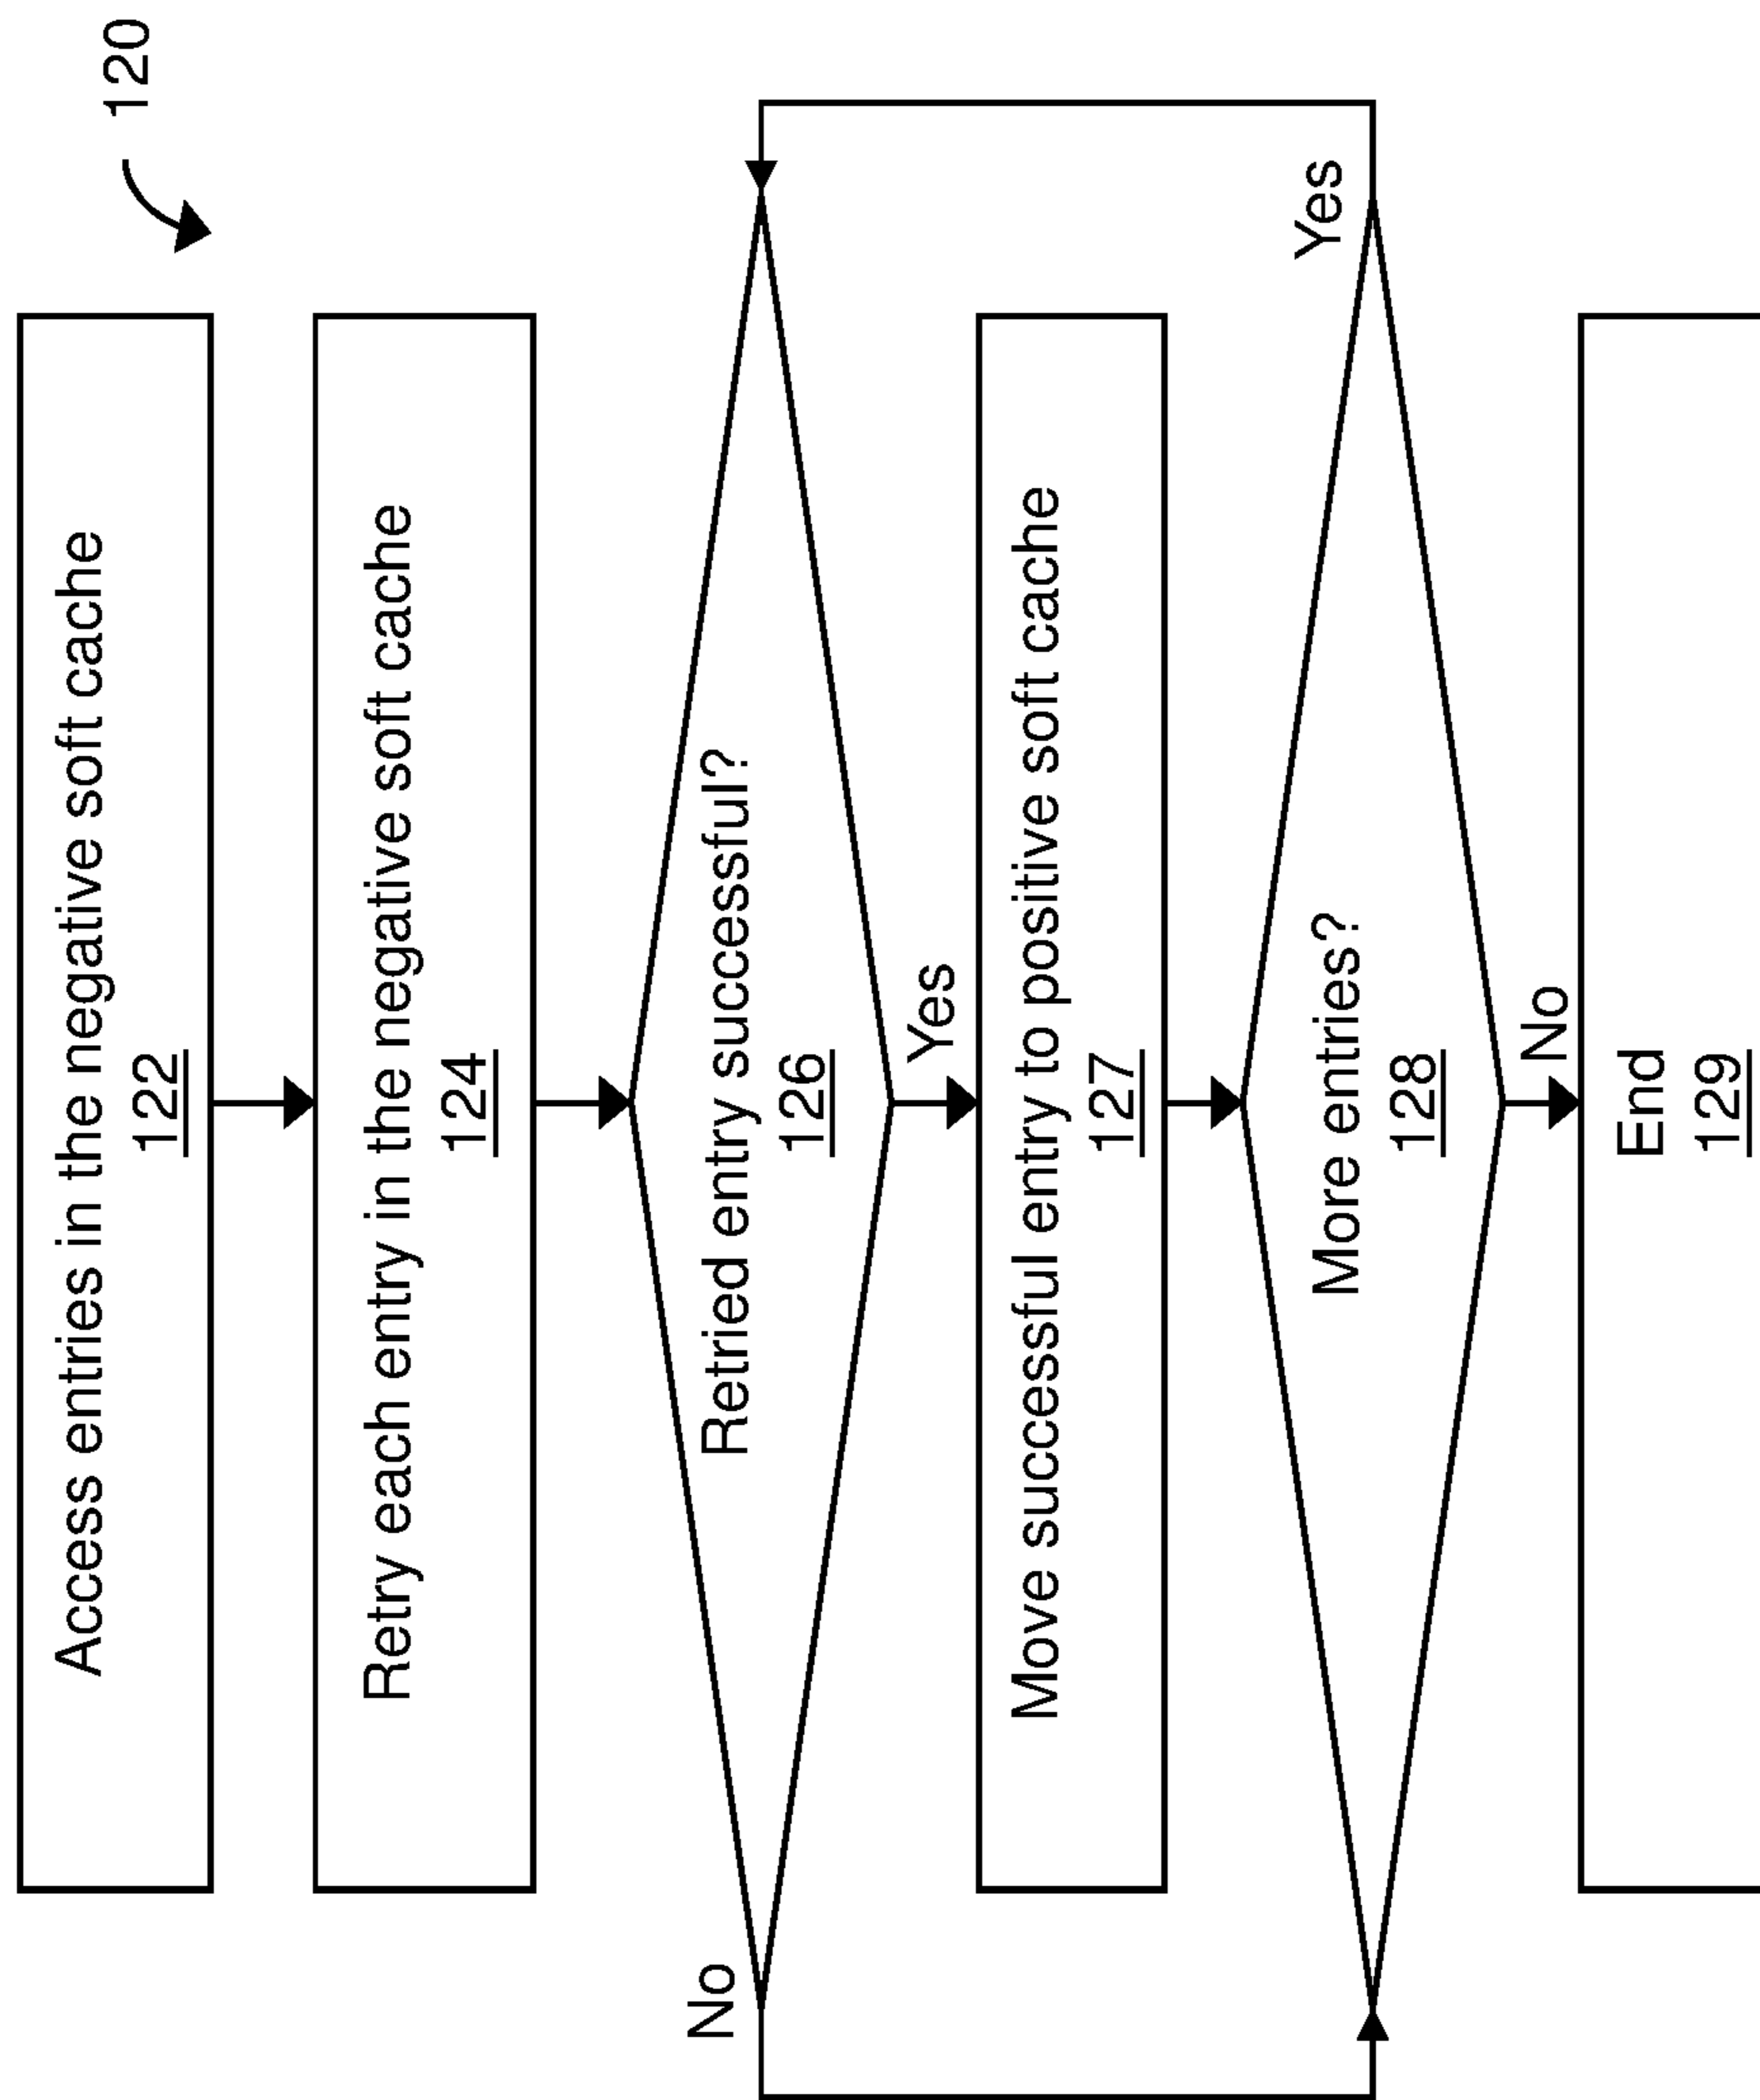 120
Access entries in the negative soft cache
122
Retry each entry in the negative soft cache
124
No
Retried entry successful?
126
Yes
Move successful entry to positive soft cache
127
Yes
More entries?
128
No
End
129